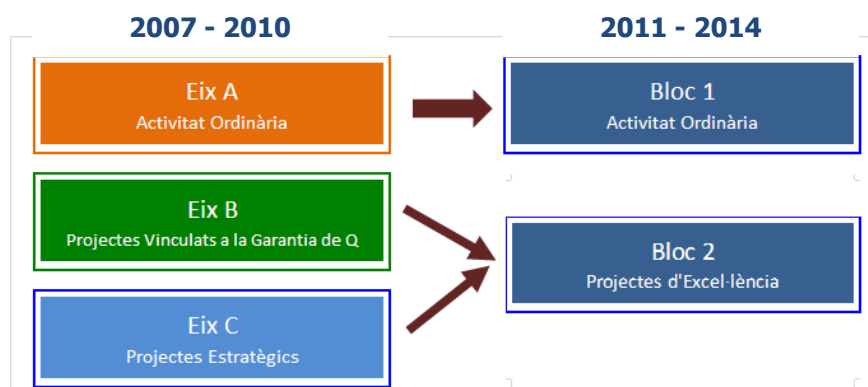 2007 - 2010
2011 - 2014
Eix A
Activitat Ordinària
Bloc 1
Activitat Ordinària
Eix B
Projectes Vinculats a la Garantia de Q
Bloc 2
Projectes d'Excel·lència
Eix C
Projectes Estratègics